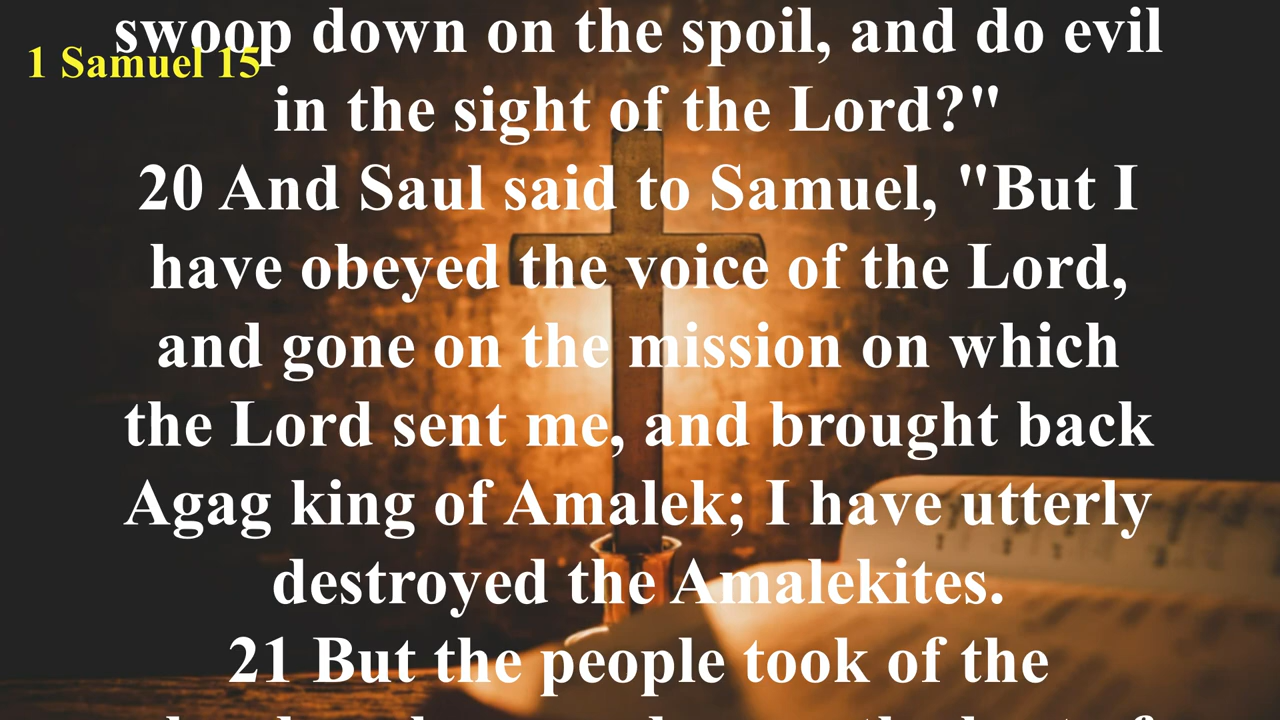 swoop down on the spoil, and do evil
1 Samuel 15
in the sight of the Lord?"
20 And Saul said to Samuel, "But I
have obeyed the voice of the Lord,
and gone on the mission on which
the Lord sent me, and brought back
Agag king of Amalek; I have utterly
destroyed the Amalekites.
21 But the people took of the